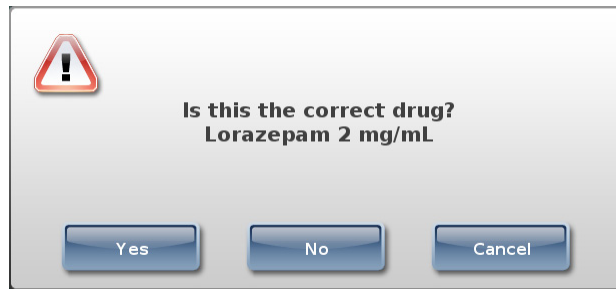 Is this the correct drug?
Lorazepam 2 mg/mL
Yes
No
Cancel